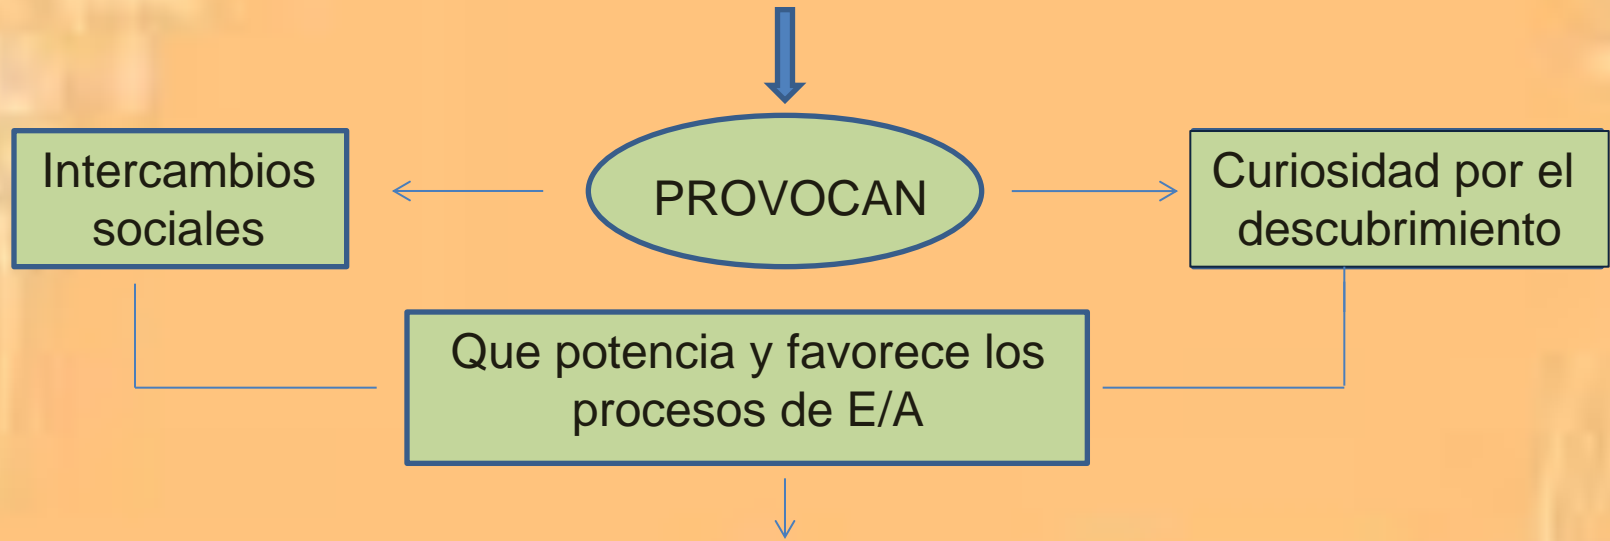 Intercambios
sociales
PROVOCAN
Curiosidad por el
descubrimiento
Que potencia y favorece los
procesos de E/A